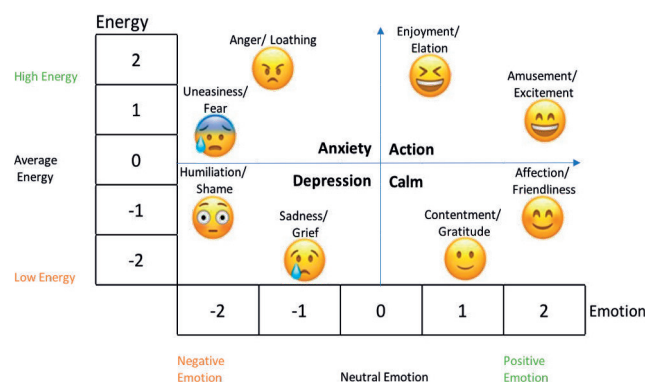 Energy
Anger/ Loathing
Enjoyment/
Elation
High Energy
2
Amusement/
Excitement
Uneasiness/
Fear
1
Anxiety
Action
Average
Energy
0
Depression
Calm
Humiliation/
Shame
Affection/
Friendliness
-1
Sadness/
Grief
Contentment/
Gratitude
Low Energy
-2
-2
-1
0
1
2
Emotion
Negative
Emotion
Neutral Emotion
Positive
Emotion